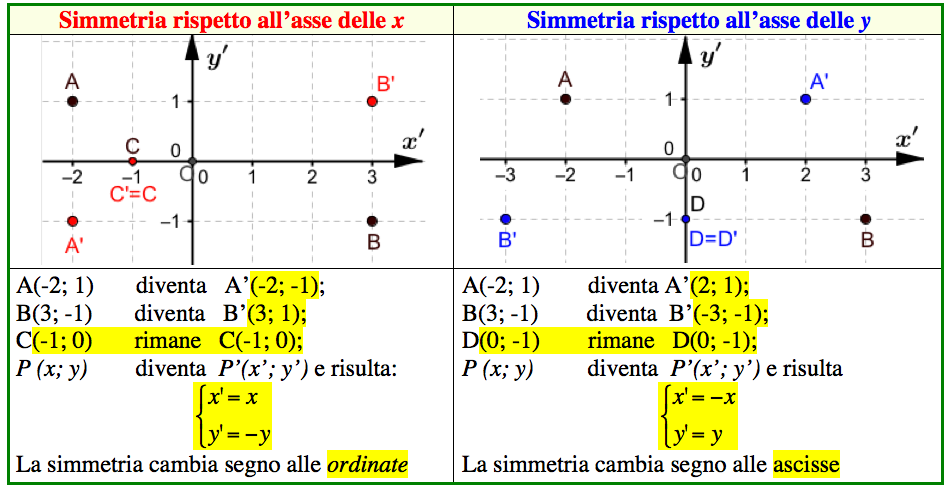 Simmetria rispetto all’asse delle x
y′
A
B'
1
x′
C
0
−2
−1
O
0
1
2
3
C'=C
−1
A'
B
A(-2; 1) diventa A’(-2; -1);
B(3; -1) diventa B’(3; 1);
C(-1; 0) rimane C(-1; 0);
P (x; y) diventa P’(x’; y’) e risulta:
x' = x
y' = −y
La simmetria cambia segno alle ordinate
Simmetria rispetto all’asse delle y
y′
A
A'
1
x′
0
−3
−2
−1
O
0
1
2
3
D
−1
B'
D=D'
B
A(-2; 1) diventa A’(2; 1);
B(3; -1) diventa B’(-3; -1);
D(0; -1) rimane D(0; -1);
P (x; y) diventa P’(x’; y’) e risulta
x' = −x
y' = y
La simmetria cambia segno alle ascisse